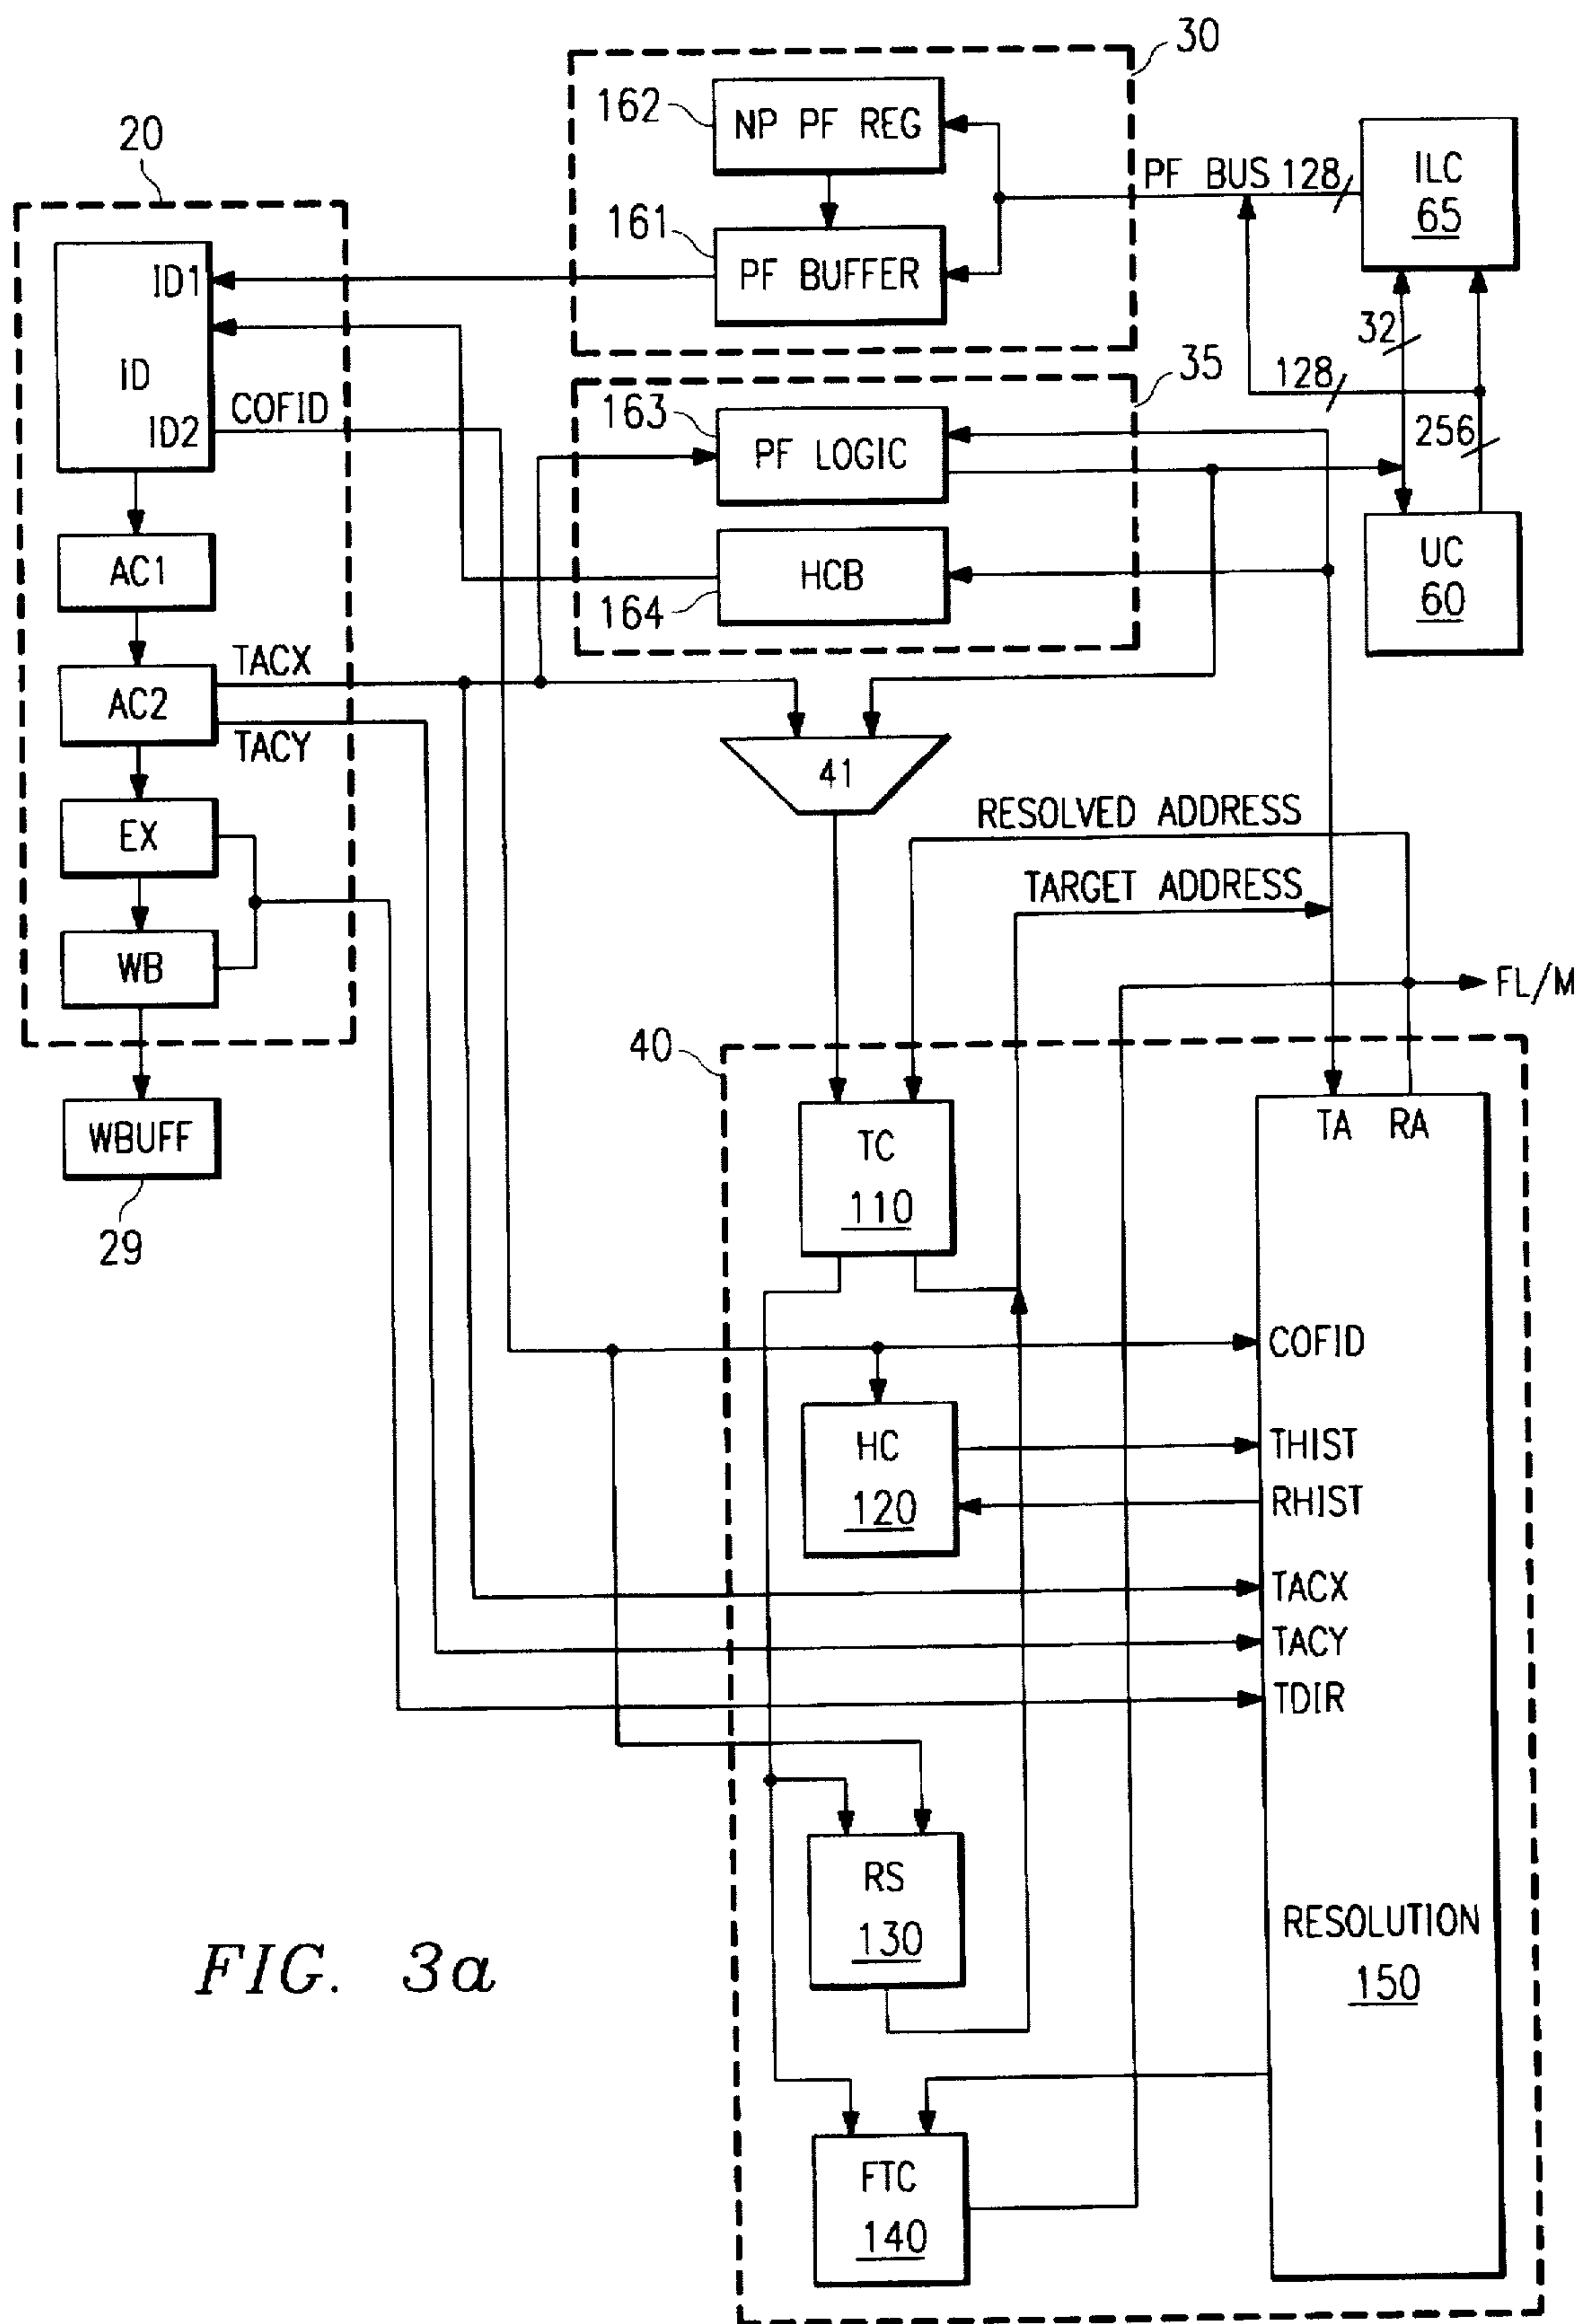 30
162
NP PF REG
20
PF BUS 128
ILC
65
161
PF BUFFER
ID1
32
35
128
ID
COFID
163
256
ID2
PF LOGIC
AC1
HCB
UC
60
164
TACX
AC2
TACY
41
RESOLVED ADDRESS
EX
TARGET ADDRESS
WB
FL/M
40
WBUFF
TC
110
TA RA
29
COFID
HC
120
THIST
RHIST
TACX
TACY
TDIR
RS
130
RESOLUTION
150
FIG. 3a
FTC
140